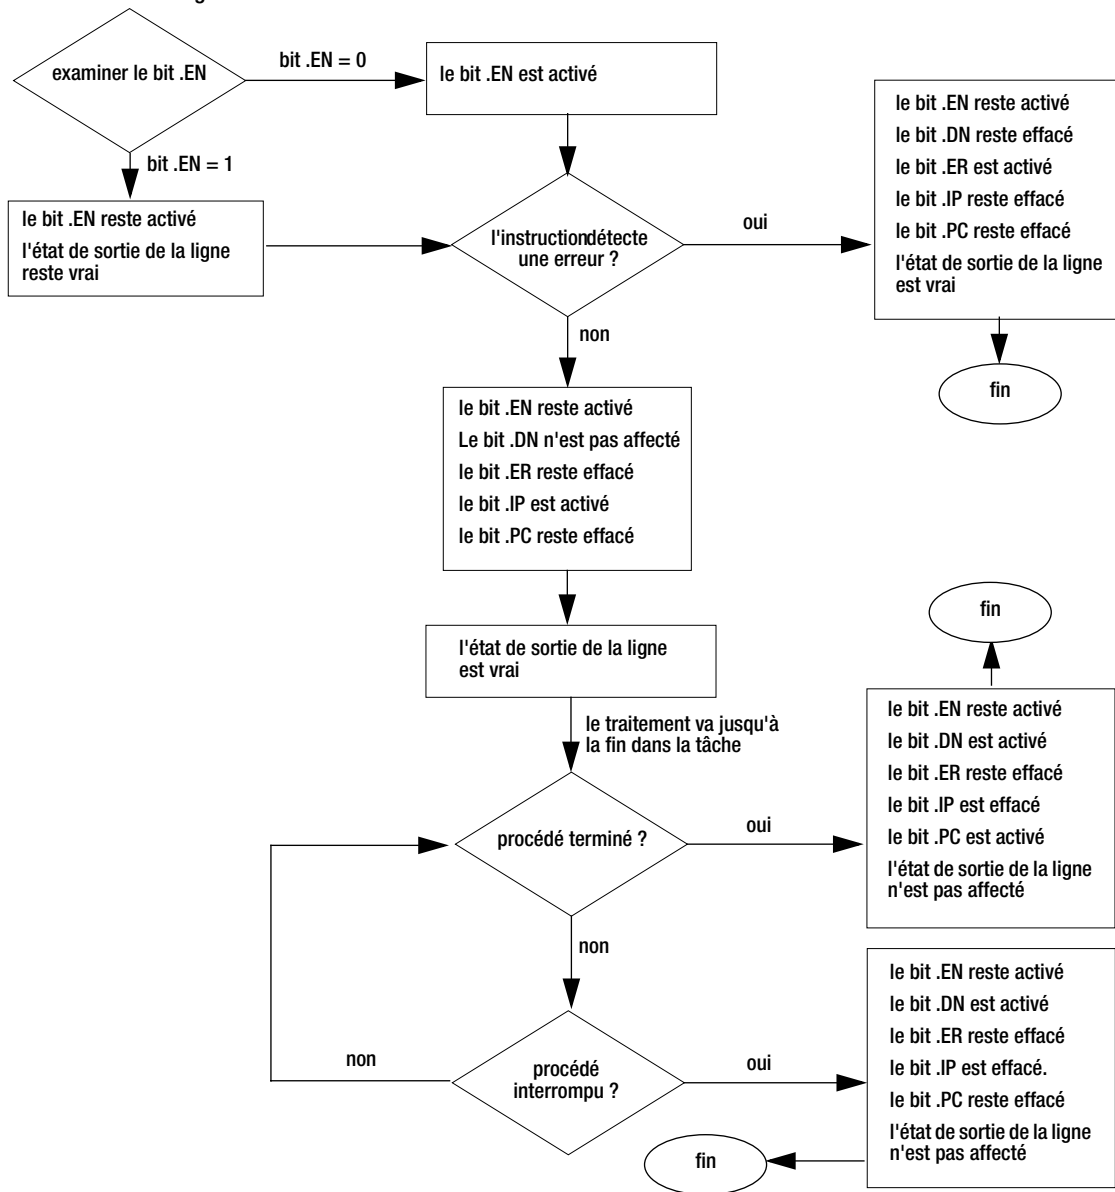 examiner le bit .EN
bit .EN = 0
le bit .EN est activé
bit .EN = 1
le bit .EN reste activé
l'état de sortie de la ligne
reste vrai
l'instructiondétecte
une erreur ?
oui
le bit .EN reste activé
le bit .DN reste effacé
le bit .ER est activé
le bit .IP reste effacé
le bit .PC reste effacé
l'état de sortie de la ligne
est vrai
fin
non
le bit .EN reste activé
Le bit .DN n'est pas affecté
le bit .ER reste effacé
le bit .IP est activé
le bit .PC reste effacé
l'état de sortie de la ligne
est vrai
le traitement va jusqu'à
la fin dans la tâche
procédé terminé ?
oui
fin
le bit .EN reste activé
le bit .DN est activé
le bit .ER reste effacé
le bit .IP est effacé
le bit .PC est activé
l'état de sortie de la ligne
n'est pas affecté
non
procédé
interrompu ?
non
oui
le bit .EN reste activé
le bit .DN est activé
le bit .ER reste effacé
le bit .IP est effacé.
le bit .PC reste effacé
l'état de sortie de la ligne
n'est pas affecté
fin